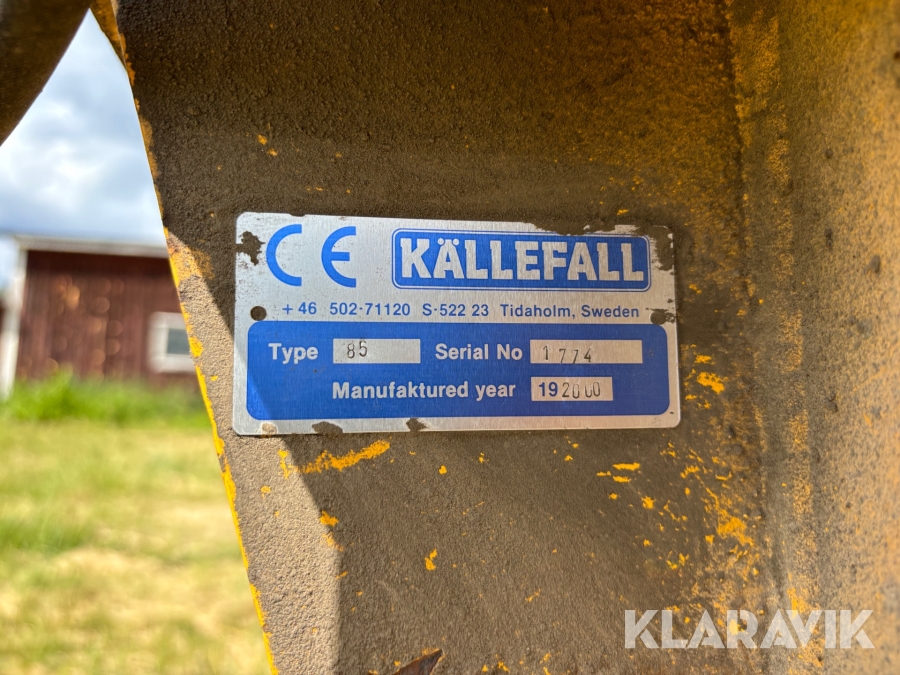 CE KÄLLEFALL
+46 502-71120 S-522 23 Tidaholm, Sweden
Type 85 Serial No 1774
Manufaktured year 192000
KLARAVIK